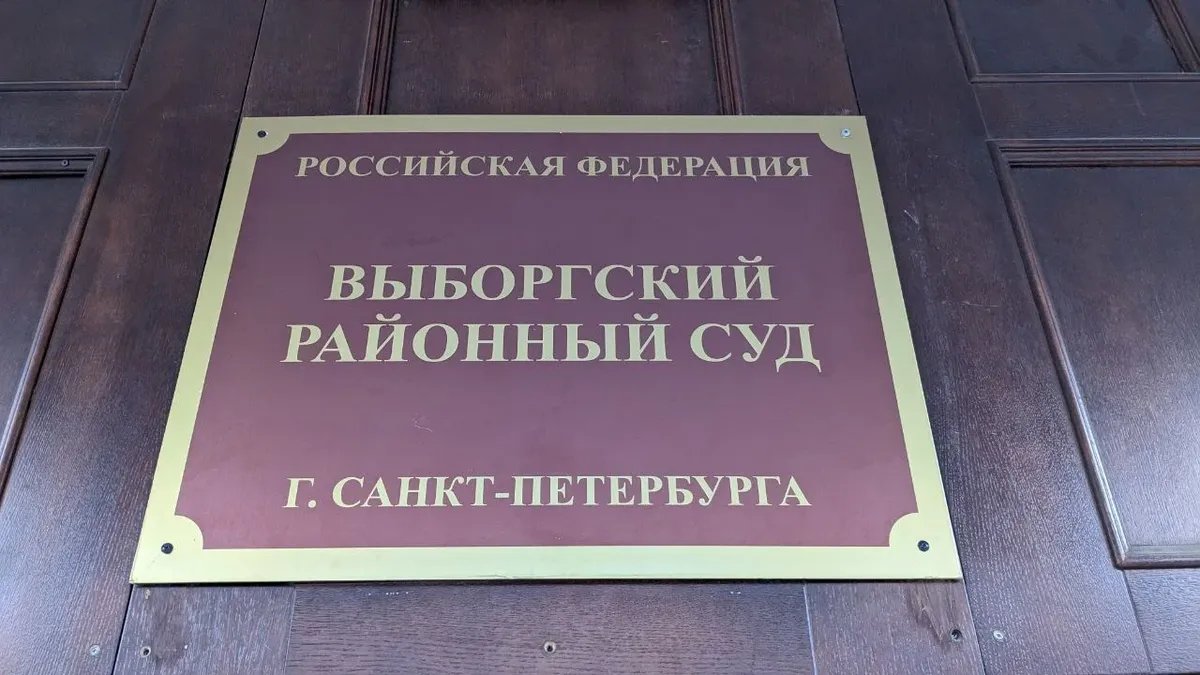 РОССИЙСКАЯ ФЕДЕРАЦИЯ
ВЫБОРГСКИЙ
РАЙОННЫЙ СУД
Г. САНКТ-ПЕТЕРБУРГА